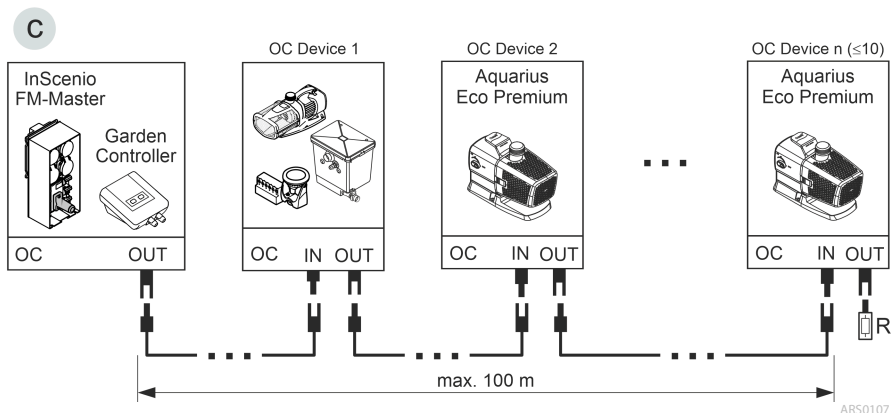 C
OC Device 1
OC Device 2
OC Device n (≤10)
InScenio
FM-Master
Garden
Controller
Aquarius
Eco Premium
Aquarius
Eco Premium
OC OUT
OC IN OUT
OC IN OUT
OC IN OUT
R
max. 100 m
ARS0107